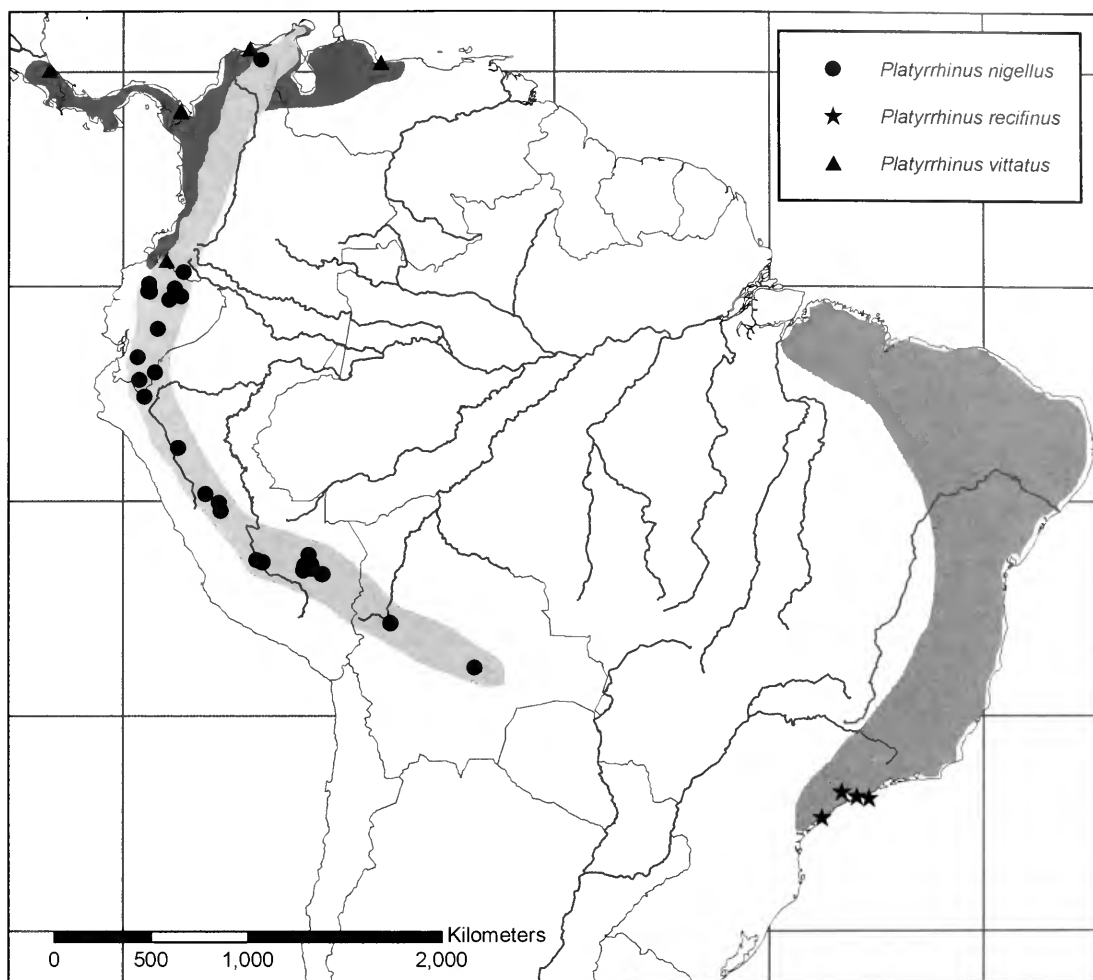 Platyrrhinus nigellus
Platyrrhinus recifinus
Platyrrhinus vittatus
Kilometers
0 500 1,000 2,000